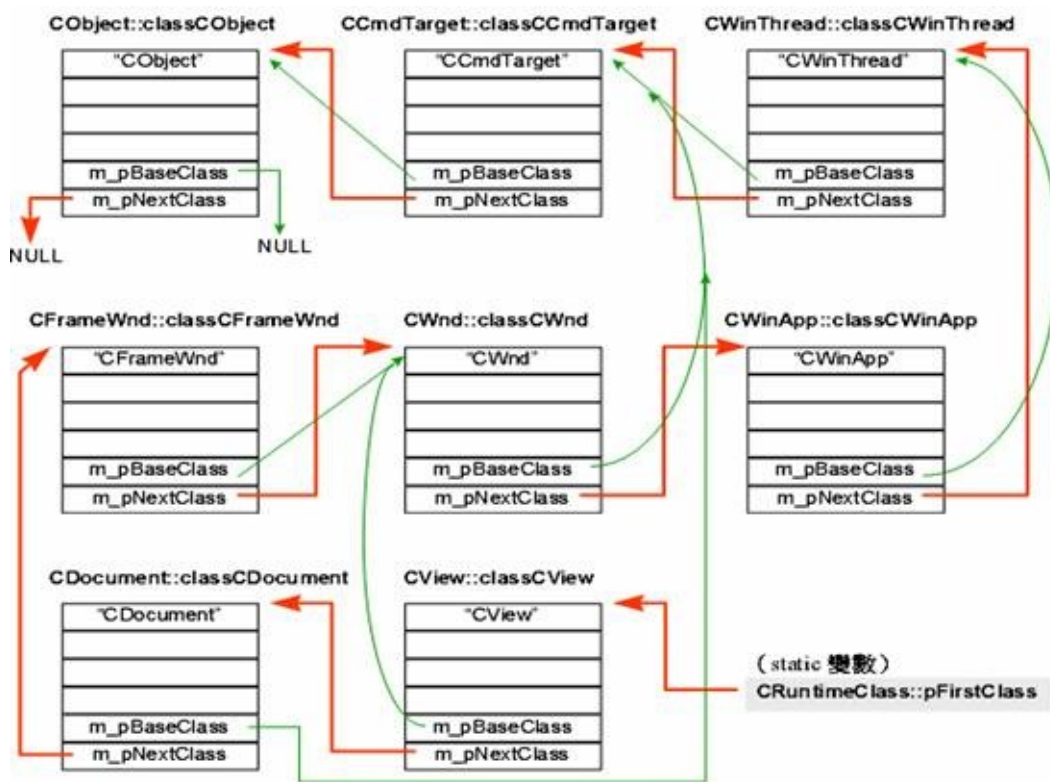 CObject::classCObject
"CObject"
m_pBaseClass
m_pNextClass
NULL
NULL
CCmdTarget::classCCmdTarget
"CCmdTarget"
m_pBaseClass
m_pNextClass
CWinThread::classCWinThread
"CWinThread"
m_pBaseClass
m_pNextClass
CFrameWnd::classCFrameWnd
"CFrameWnd"
m_pBaseClass
m_pNextClass
CWnd::classCWnd
"CWnd"
m_pBaseClass
m_pNextClass
CWinApp::classCWinApp
"CWinApp"
m_pBaseClass
m_pNextClass
CDocument::classCDocument
"CDocument"
m_pBaseClass
m_pNextClass
CView::classCView
"CView"
m_pBaseClass
m_pNextClass
（static 變數）
CRuntimeClass::pFirstClass